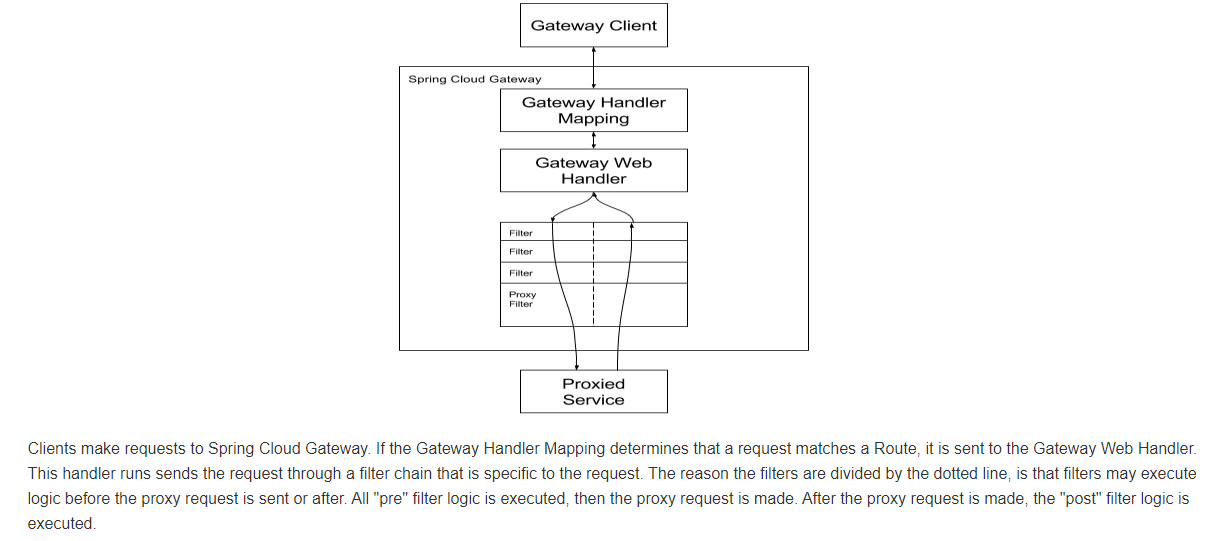 Gateway Client
Spring Cloud Gateway
Gateway Handler
Mapping
Gateway Web
Handler
Filter
Filter
Filter
Proxy
Filter
Proxied
Service
Clients make requests to Spring Cloud Gateway. If the Gateway Handler Mapping determines that a request matches a Route, it is sent to the Gateway Web Handler.
This handler runs sends the request through a filter chain that is specific to the request. The reason the filters are divided by the dotted line, is that filters may execute
logic before the proxy request is sent or after. All "pre" filter logic is executed, then the proxy request is made. After the proxy request is made, the "post" filter logic is
executed.